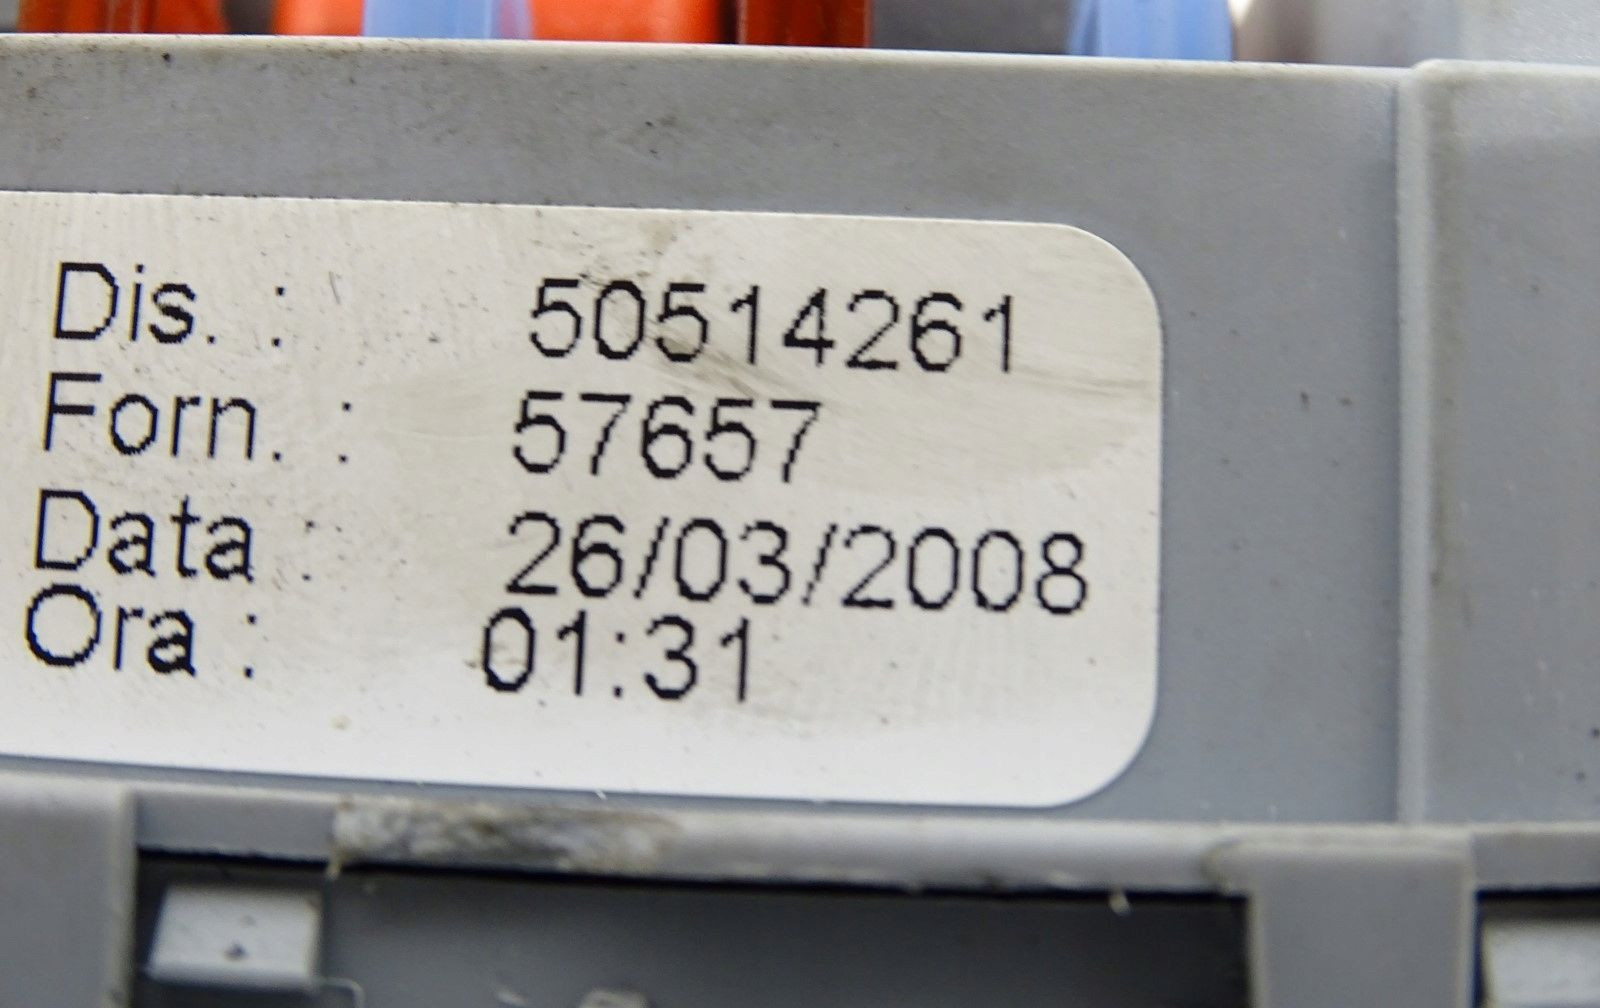 Dis. : 50514261
Forn. : 57657
Data : 26/03/2008
Ora : 01:31